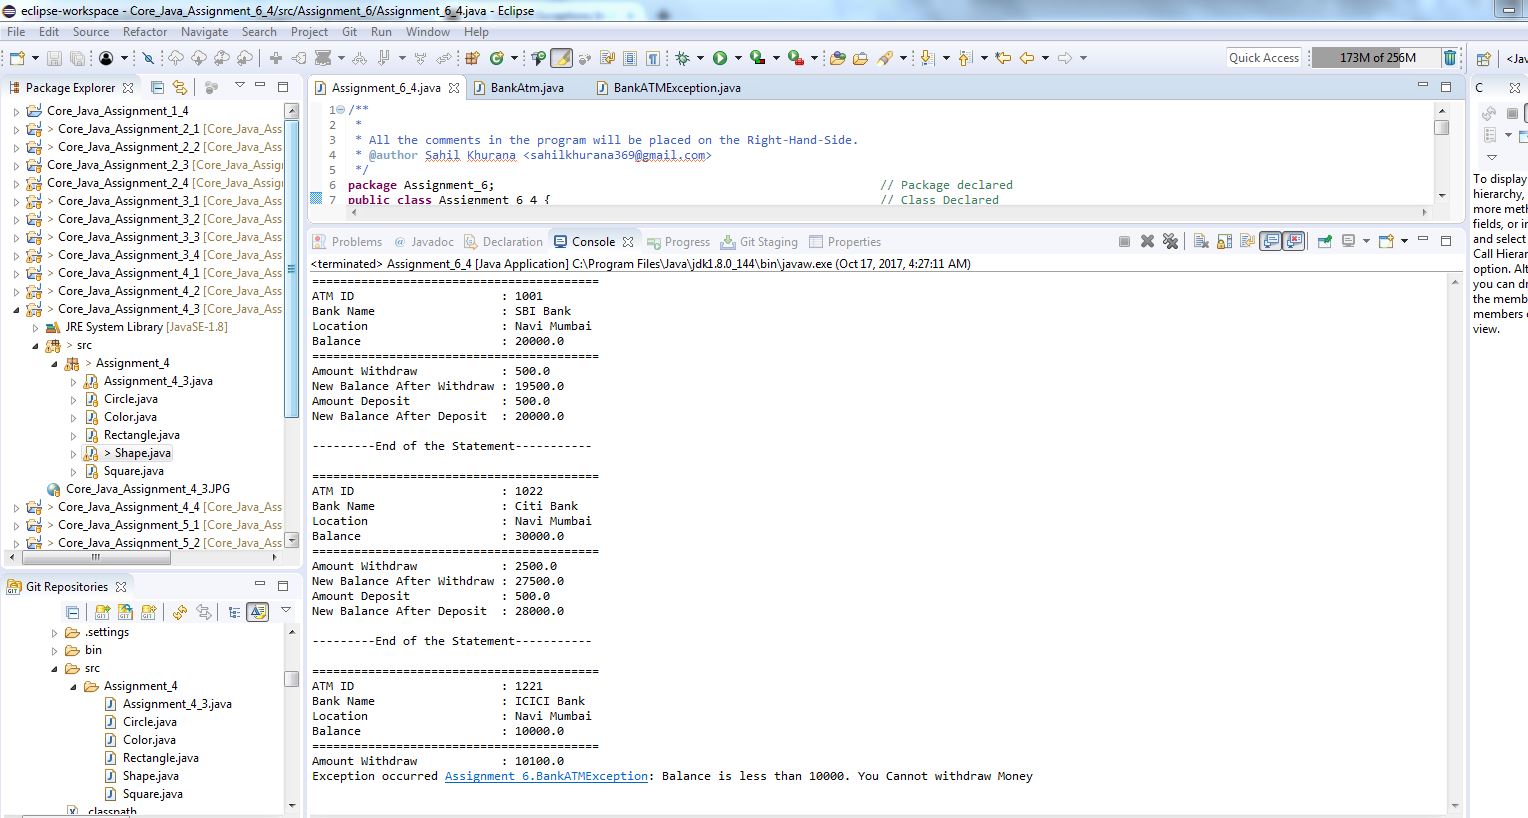 eclipse-workspace - Core_Java_Assignment_6_4/src/Assignment_6/Assignment_6_4.java - Eclipse
File Edit Source Refactor Navigate Search Project Git Run Window Help
Quick Access
173M of 256M
<Jav
Package Explorer
Core_Java_Assignment_1_4
> Core_Java_Assignment_2_1 [Core_Java_Ass
> Core_Java_Assignment_2_2 [Core_Java_Ass
Core_Java_Assignment_2_3 [Core_Java_Assig
Core_Java_Assignment_2_4 [Core_Java_Assig
> Core_Java_Assignment_3_1 [Core_Java_Ass
> Core_Java_Assignment_3_2 [Core_Java_Ass
> Core_Java_Assignment_3_3 [Core_Java_Ass
> Core_Java_Assignment_3_4 [Core_Java_Ass
> Core_Java_Assignment_4_1 [Core_Java_Ass
> Core_Java_Assignment_4_2 [Core_Java_Ass
> Core_Java_Assignment_4_3 [Core_Java_Ass
JRE System Library [JavaSE-1.8]
> src
> Assignment_4
Assignment_4_3.java
Circle.java
Color.java
Rectangle.java
> Shape.java
Square.java
Core_Java_Assignment_4_3.JPG
> Core_Java_Assignment_4_4 [Core_Java_Ass
> Core_Java_Assignment_5_1 [Core_Java_Ass
> Core_Java_Assignment_5_2 [Core_Java_Ass
Git Repositories
.settings
bin
src
Assignment_4
Assignment_4_3.java
Circle.java
Color.java
Rectangle.java
Shape.java
Square.java
.classpath
Assignment_6_4.java BankAtm.java BankATMException.java
1 /**
2 *
3 * All the comments in the program will be placed on the Right-Hand-Side.
4 * @author Sahil Khurana <sahilkhurana369@gmail.com>
5 */
6 package Assignment_6; // Package declared
7 public class Assignment_6_4 { // Class Declared
Problems @ Javadoc Declaration Console Progress Git Staging Properties
<terminated> Assignment_6_4 [Java Application] C:\Program Files\Java\jdk1.8.0_144\bin\javaw.exe (Oct 17, 2017, 4:27:11 AM)
=========================================
ATM ID : 1001
Bank Name : SBI Bank
Location : Navi Mumbai
Balance : 20000.0
=========================================
Amount Withdraw : 500.0
New Balance After Withdraw : 19500.0
Amount Deposit : 500.0
New Balance After Deposit : 20000.0
---------End of the Statement-----------
=========================================
ATM ID : 1022
Bank Name : Citi Bank
Location : Navi Mumbai
Balance : 30000.0
=========================================
Amount Withdraw : 2500.0
New Balance After Withdraw : 27500.0
Amount Deposit : 500.0
New Balance After Deposit : 28000.0
---------End of the Statement-----------
=========================================
ATM ID : 1221
Bank Name : ICICI Bank
Location : Navi Mumbai
Balance : 10000.0
=========================================
Amount Withdraw : 10100.0
Exception occurred Assignment_6.BankATMException: Balance is less than 10000. You Cannot withdraw Money
C
To display
hierarchy,
more meth
fields, or in
and select
Call Hierar
option. Alt
you can dr
the memb
members o
view.